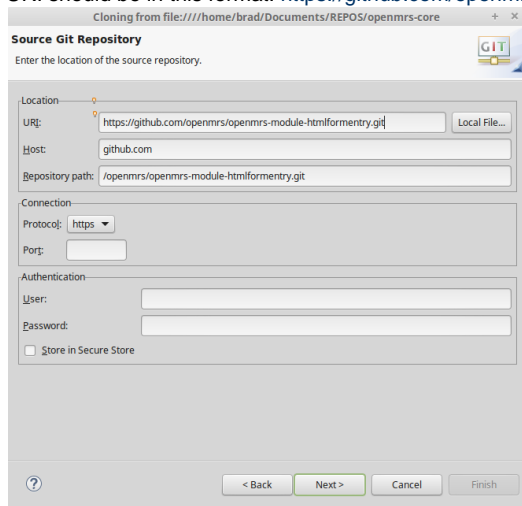 URI should be in this format: https://github.com/openm
Cloning from file:////home/brad/Documents/REPOS/openmrs-core
Source Git Repository
Enter the location of the source repository.
GIT
Location
URI:
https://github.com/openmrs/openmrs-module-htmlformentry.git
Local File...
Host:
github.com
Repository path:
/openmrs/openmrs-module-htmlformentry.git
Connection
Protocol:
https
Port:
Authentication
User:
Password:
Store in Secure Store
?
< Back
Next >
Cancel
Finish